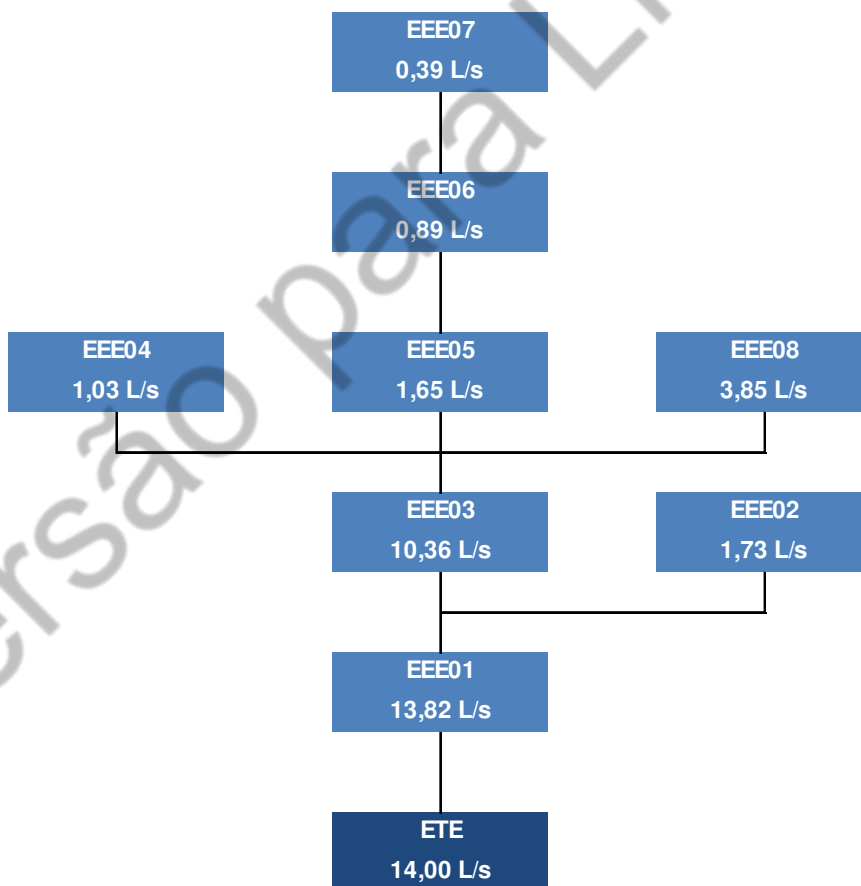 EEE07
0,39 L/s
EEE06
0,89 L/s
EEE04
1,03 L/s
EEE05
1,65 L/s
EEE08
3,85 L/s
EEE03
10,36 L/s
EEE02
1,73 L/s
EEE01
13,82 L/s
ETE
14,00 L/s
para